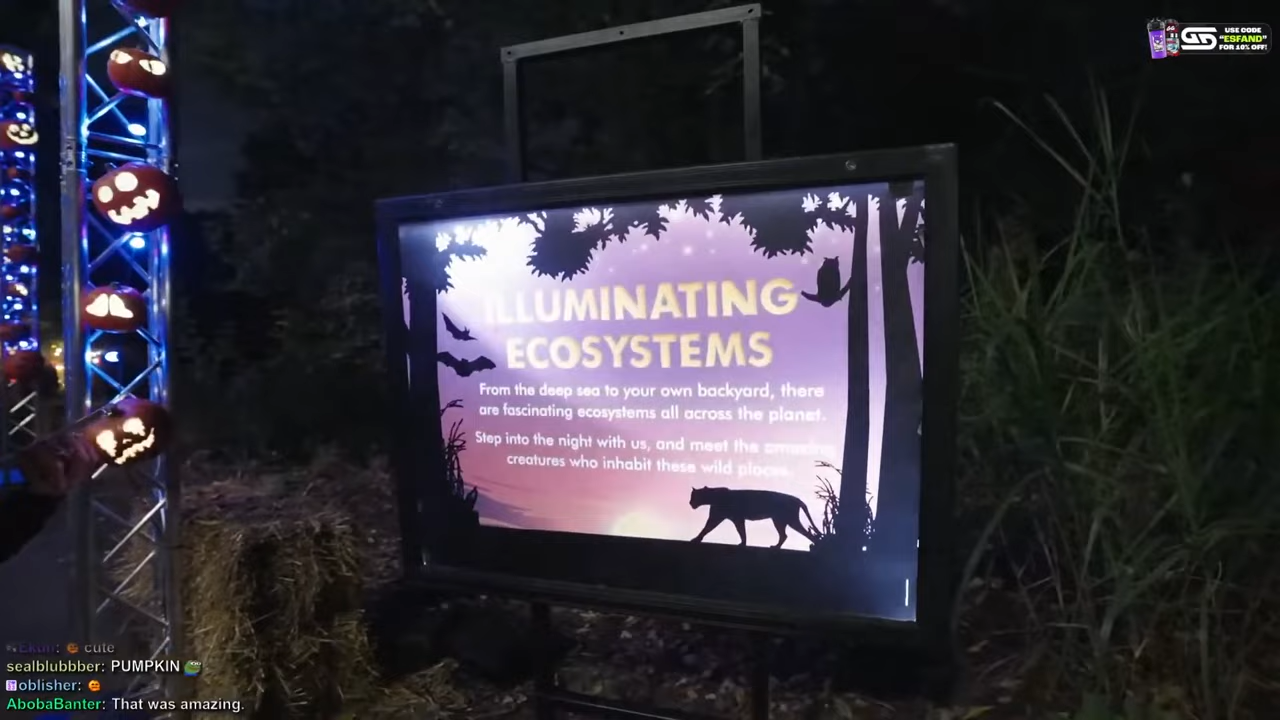 USE CODE
"ESFAND"
FOR 10% OFF!
ILLUMINATING
ECOSYSTEMS
From the deep sea to your own backyard, there
are fascinating ecosystems all across the planet.
Step into the night with us, and meet the amazing
creatures who inhabit these wild places.
Ekun: cute
sealblubbber: PUMPKIN
oblisher:
AbobaBanter: That was amazing.